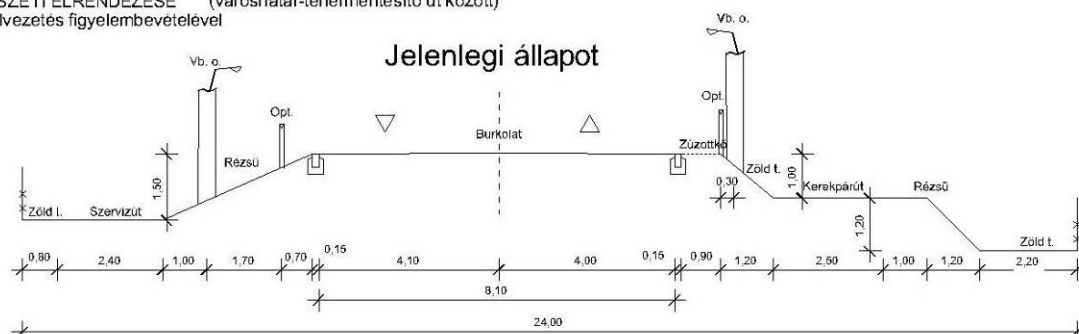 (városhatár-tehermentesítő út között)
figyelembevételével
Vb. o.
Jelenlegi állapot
Vb. o.
Opt.
Opt.
Burkolat
Zúzottkő
Rézsü
Zöld t.
1,50
0,30
1,00
Kerekpárút
Rézsü
Zöld l.
Szervizút
1,20
Zöld t.
0,80
2,40
1,00
1,70
0,70
0,15
4,10
4,00
0,15
0,90
1,20
2,50
1,00
1,20
2,20
8,10
24,00